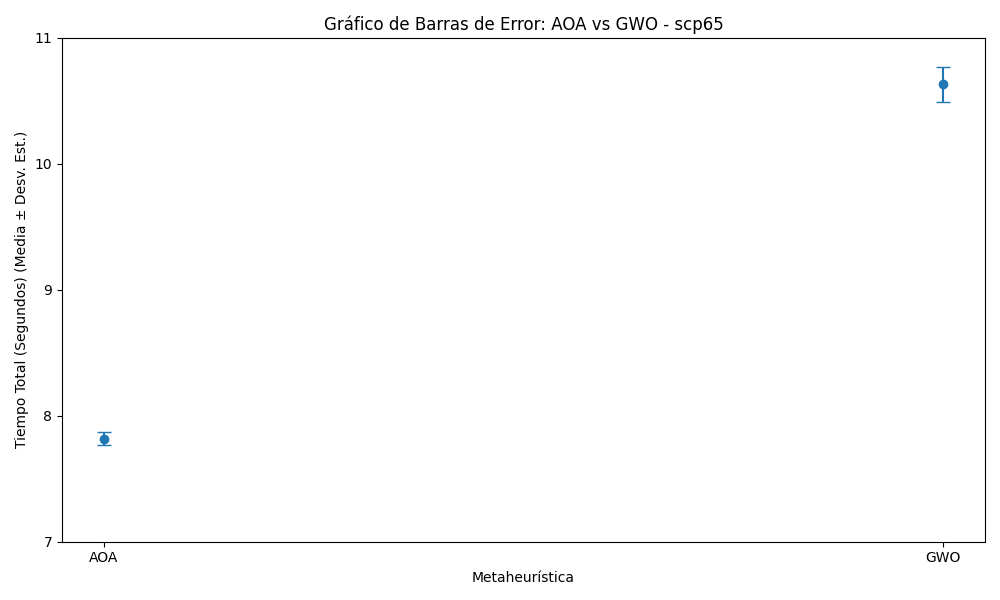 Gráfico de Barras de Error: AOA vs GWO - scp65
Tiempo Total (Segundos) (Media ± Desv. Est.)
11
10
9
8
7
AOA
GWO
Metaheurística